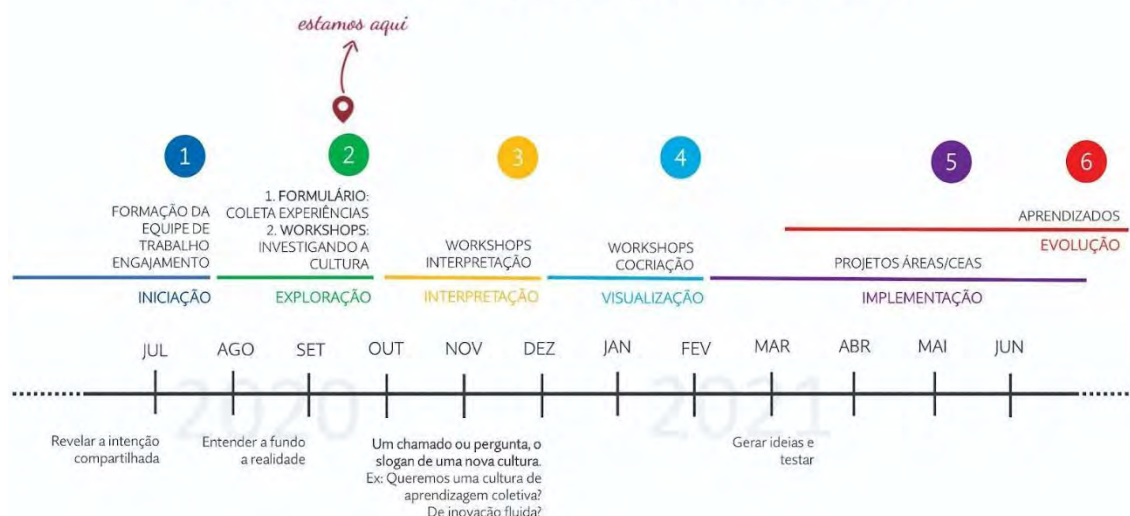 estamos aqui
1
2
3
4
5
6
FORMAÇÃO DA
EQUIPE DE
TRABALHO
ENGAJAMENTO
INICIAÇÃO
1. FORMULÁRIO:
COLETA EXPERIÊNCIAS
2. WORKSHOPS:
INVESTIGANDO A
CULTURA
EXPLORAÇÃO
WORKSHOPS
INTERPRETAÇÃO
INTERPRETAÇÃO
WORKSHOPS
COCRIAÇÃO
VISUALIZAÇÃO
PROJETOS ÁREAS/CEAS
IMPLEMENTAÇÃO
APRENDIZADOS
EVOLUÇÃO
JUL AGO SET OUT NOV DEZ JAN FEV MAR ABR MAI JUN
2020 2021
Revelar a intenção
compartilhada
Entender a fundo
a realidade
Um chamado ou pergunta, o
slogan de uma nova cultura.
Ex: Queremos uma cultura de
aprendizagem coletiva?
De inovação fluida?
Gerar ideias e
testar